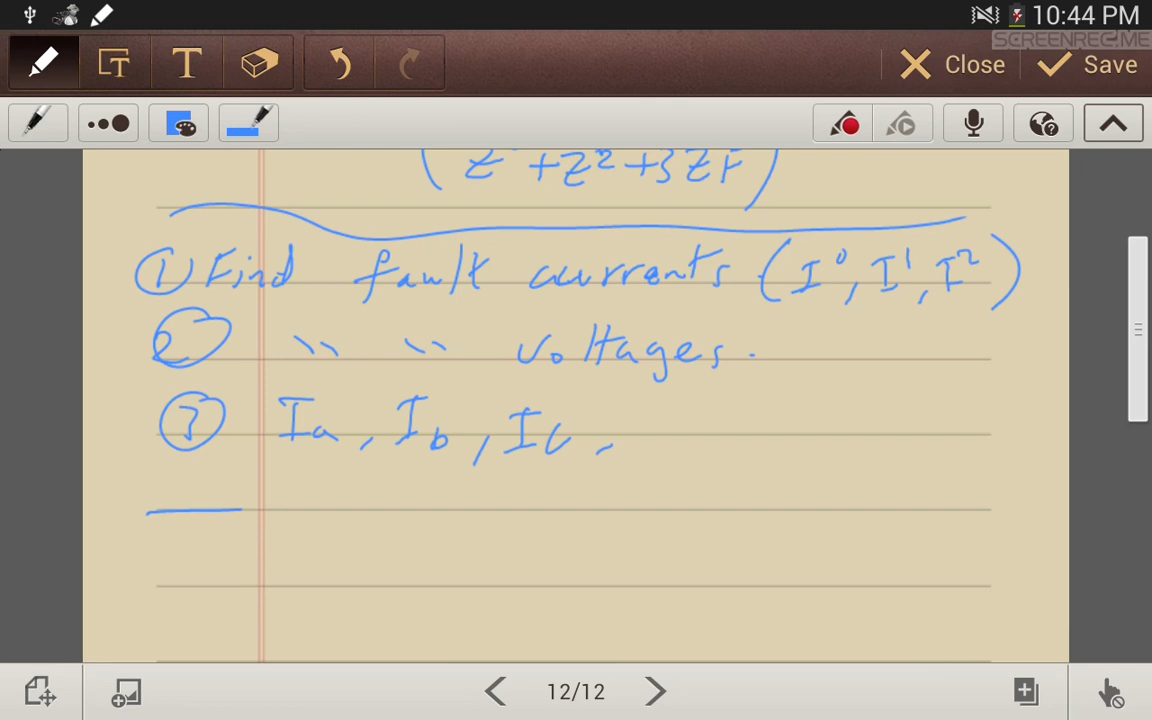 10:44 PM
SCREENREC.ME
T
T
Close
Save
(Z° + Z² + 3ZF)
① Find fault currents (I⁰, I¹, I²)
② " " voltages.
③ Ia, Ib, Ic,
12/12